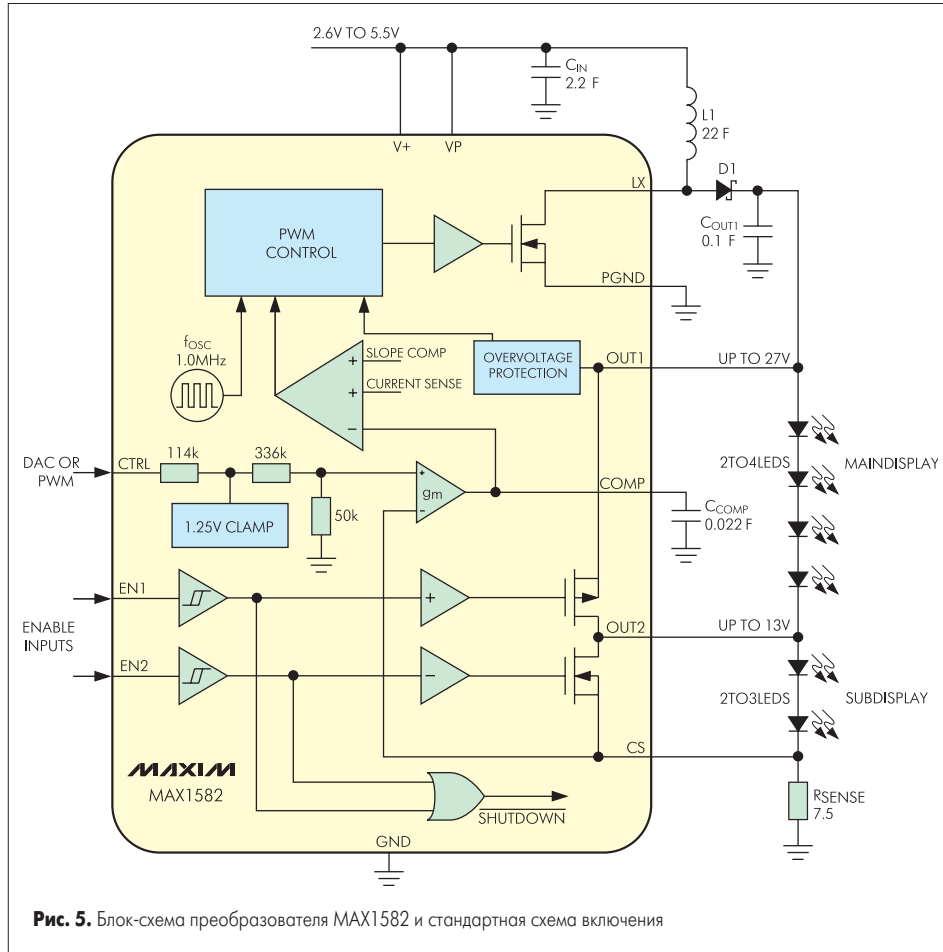 2.6V TO 5.5V
CIN
2.2 F
L1
22 F
V+
VP
D1
LX
COUT1
0.1 F
PWM
CONTROL
PGND
fOSC
1.0MHz
SLOPE COMP
CURRENT SENSE
OVERVOLTAGE
PROTECTION
OUT1
UP TO 27V
DAC OR
PWM
CTRL
114k
336k
1.25V CLAMP
50k
gm
COMP
CCOMP
0.022 F
2TO4LEDS
MAINDISPLAY
EN1
ENABLE
INPUTS
EN2
OUT2
UP TO 13V
2TO3LEDS
SUBDISPLAY
CS
MAXIM
MAX1582
SHUTDOWN
RSENSE
7.5
GND
Рис. 5. Блок-схема преобразователя MAX1582 и стандартная схема включения